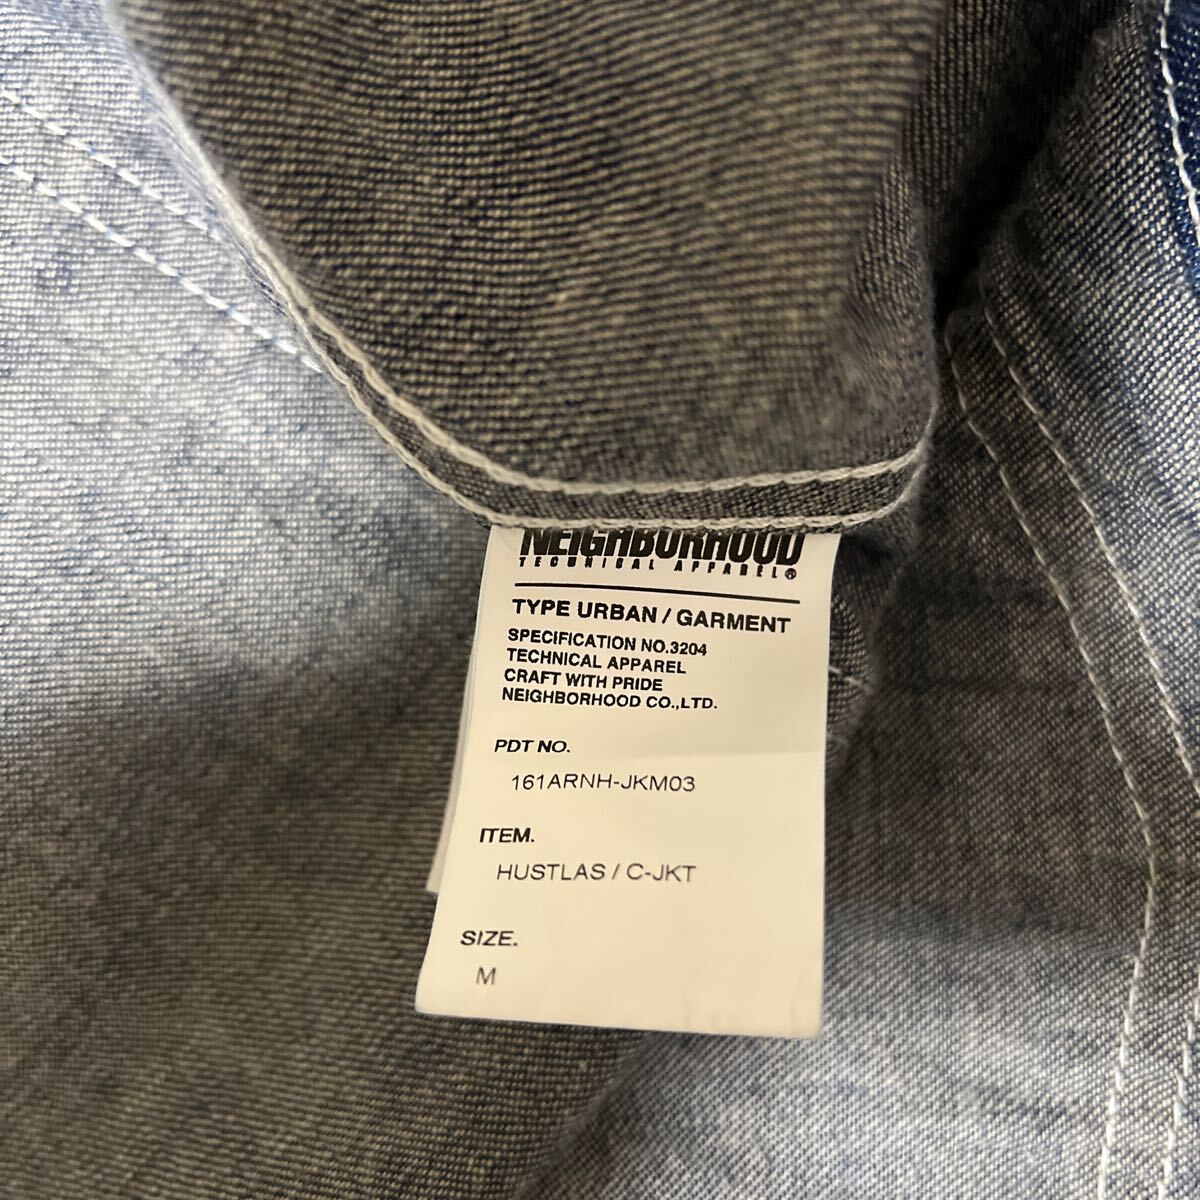 NEIGHBORHOOD
TECHNICAL APPAREL®
TYPE URBAN / GARMENT
SPECIFICATION NO.3204
TECHNICAL APPAREL
CRAFT WITH PRIDE
NEIGHBORHOOD CO.,LTD.
PDT NO.
161ARNH-JKM03
ITEM.
HUSTLAS / C-JKT
SIZE.
M